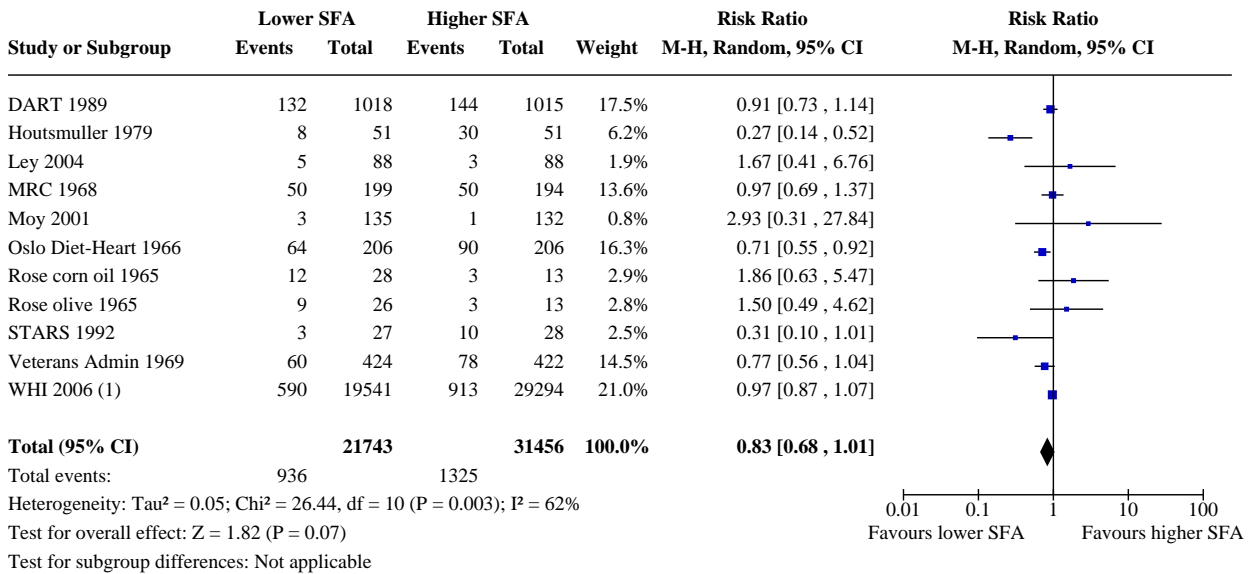 Lower SFA Higher SFA Risk Ratio Risk Ratio
Study or Subgroup Events Total Events Total Weight M-H, Random, 95% CI M-H, Random, 95% CI
DART 1989 132 1018 144 1015 17.5% 0.91 [0.73 , 1.14]
Houtsmuller 1979 8 51 30 51 6.2% 0.27 [0.14 , 0.52]
Ley 2004 5 88 3 88 1.9% 1.67 [0.41 , 6.76]
MRC 1968 50 199 50 194 13.6% 0.97 [0.69 , 1.37]
Moy 2001 3 135 1 132 0.8% 2.93 [0.31 , 27.84]
Oslo Diet-Heart 1966 64 206 90 206 16.3% 0.71 [0.55 , 0.92]
Rose corn oil 1965 12 28 3 13 2.9% 1.86 [0.63 , 5.47]
Rose olive 1965 9 26 3 13 2.8% 1.50 [0.49 , 4.62]
STARS 1992 3 27 10 28 2.5% 0.31 [0.10 , 1.01]
Veterans Admin 1969 60 424 78 422 14.5% 0.77 [0.56 , 1.04]
WHI 2006 (1) 590 19541 913 29294 21.0% 0.97 [0.87 , 1.07]
Total (95% CI) 21743 31456 100.0% 0.83 [0.68 , 1.01]
Total events: 936 1325
Heterogeneity: Tau² = 0.05; Chi² = 26.44, df = 10 (P = 0.003); I² = 62%
Test for overall effect: Z = 1.82 (P = 0.07)
Test for subgroup differences: Not applicable
0.01 0.1 1 10 100
Favours lower SFA Favours higher SFA